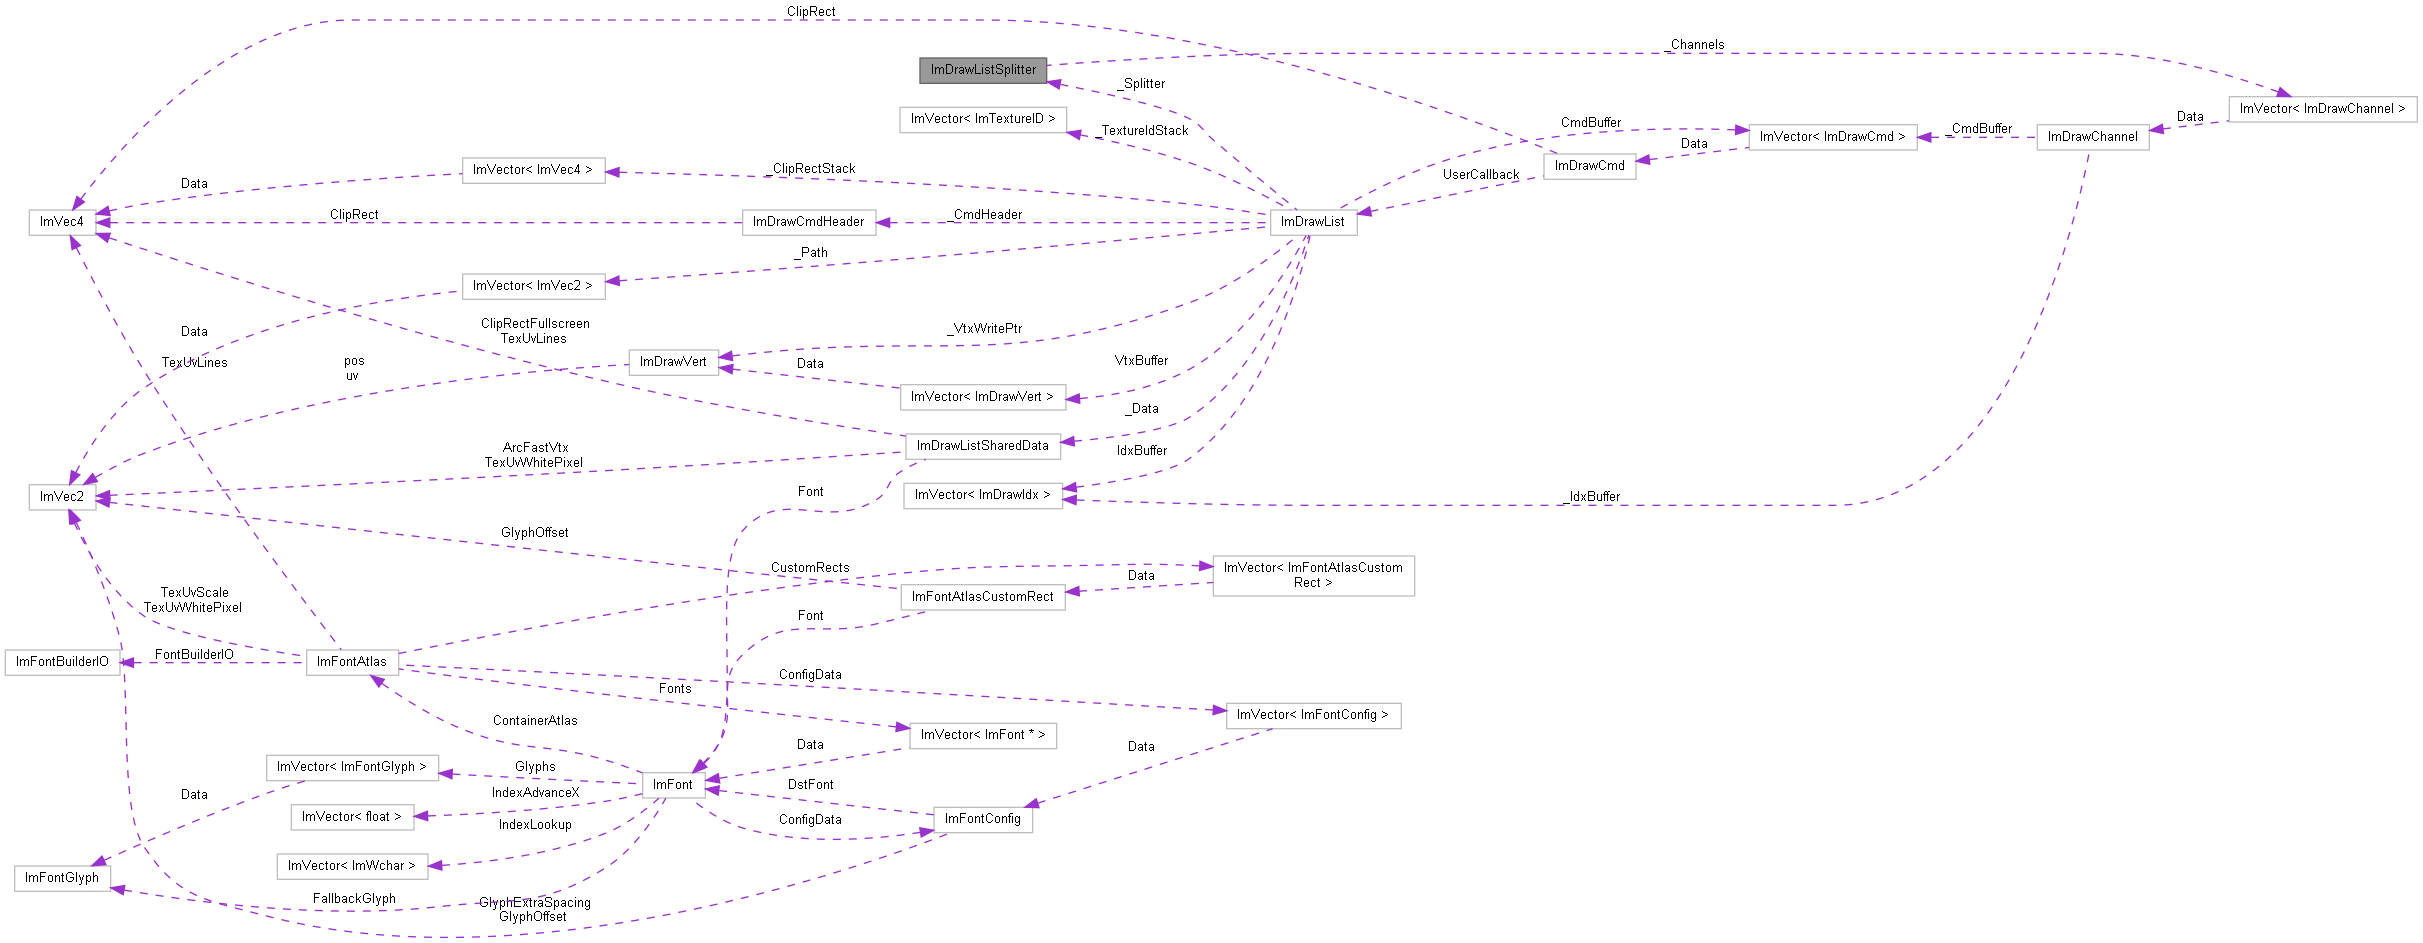 ClipRect
_Channels
ImDrawListSplitter
_Splitter
ImVector< ImDrawChannel >
ImVector< ImTextureID >
_TextureIdStack
CmdBuffer
Data
_CmdBuffer
ImDrawChannel
ImVector< ImDrawCmd >
Data
ImDrawCmd
UserCallback
ImVector< ImVec4 >
_ClipRectStack
Data
ImVec4
ClipRect
ImDrawCmdHeader
_CmdHeader
ImDrawList
_Path
ImVector< ImVec2 >
ClipRectFullscreen
TexUvLines
Data
TexUvLines
_VtxWritePtr
pos
uv
ImDrawVert
Data
VtxBuffer
ImVector< ImDrawVert >
_Data
ImDrawListSharedData
ArcFastVtx
TexUvWhitePixel
IdxBuffer
ImVec2
Font
ImVector< ImDrawIdx >
_IdxBuffer
GlyphOffset
CustomRects
ImVector< ImFontAtlasCustom
Rect >
Data
ImFontAtlasCustomRect
TexUvScale
TexUvWhitePixel
Font
ImFontBuilderIO
FontBuilderIO
ImFontAtlas
ConfigData
Fonts
ContainerAtlas
ImVector< ImFontConfig >
ImVector< ImFont * >
Data
Data
ImVector< ImFontGlyph >
Glyphs
ImFont
DstFont
Data
IndexAdvanceX
ImVector< float >
IndexLookup
ConfigData
ImFontConfig
ImVector< ImWchar >
ImFontGlyph
FallbackGlyph
GlyphExtraSpacing
GlyphOffset